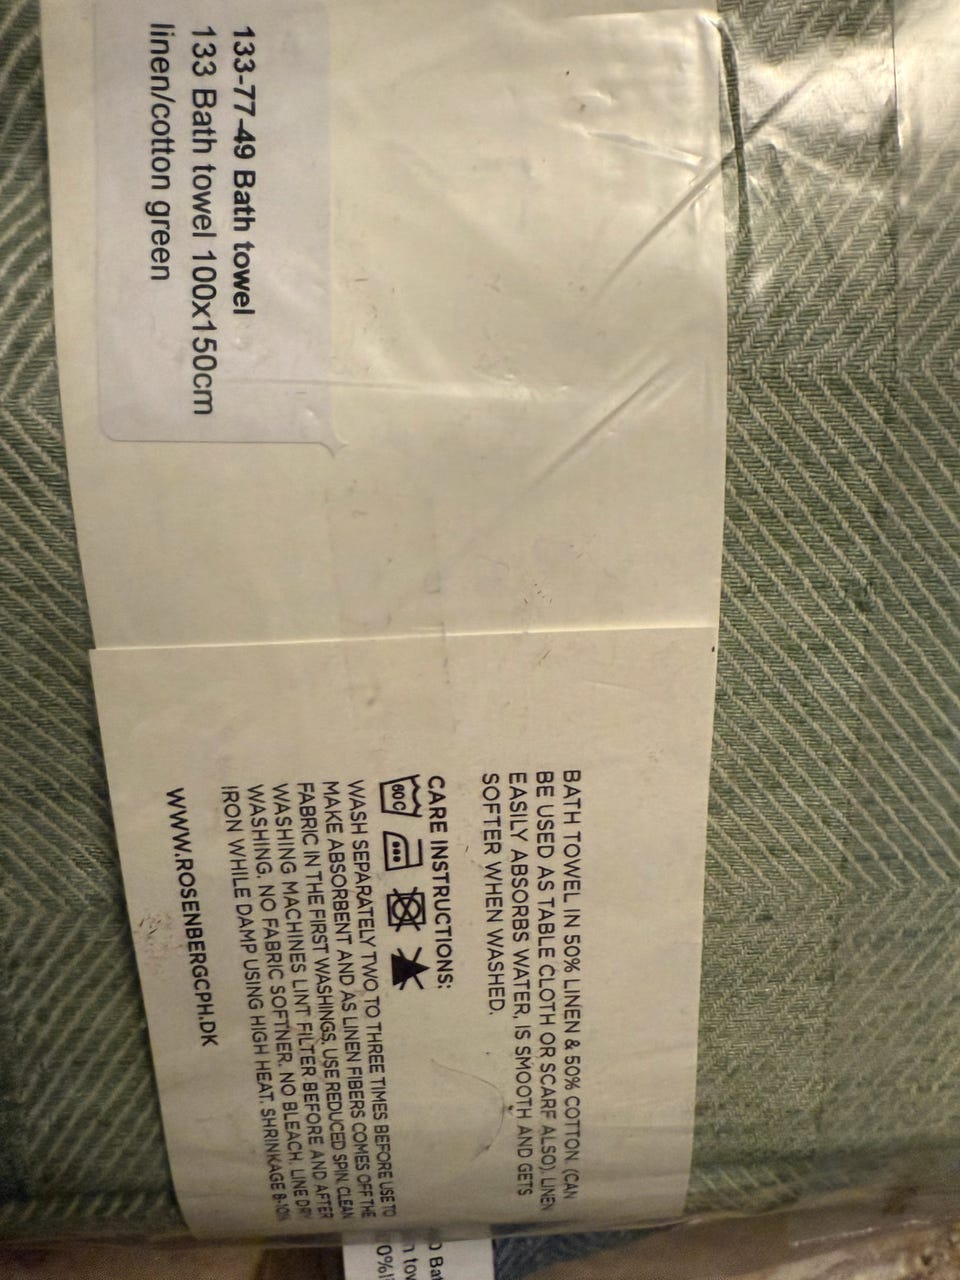 133-77-49 Bath towel
133 Bath towel 100x150cm
linen/cotton green
BATH TOWEL IN 50% LINEN & 50% COTTON. (CAN
BE USED AS TABLE CLOTH OR SCARF ALSO). LINEN
EASILY ABSORBS WATER, IS SMOOTH AND GETS
SOFTER WHEN WASHED.
CARE INSTRUCTIONS:
60C
WASH SEPARATELY TWO TO THREE TIMES BEFORE USE TO
MAKE ABSORBENT AND AS LINEN FIBERS COMES OFF THE
FABRIC IN THE FIRST WASHINGS. USE REDUCED SPIN. CLEAN
WASHING MACHINES LINT FILTER BEFORE AND AFTER
WASHING. NO FABRIC SOFTNER. NO BLEACH. LINE DRY
IRON WHILE DAMP USING HIGH HEAT. SHRINKAGE 8-10%
WWW.ROSENBERGCPH.DK